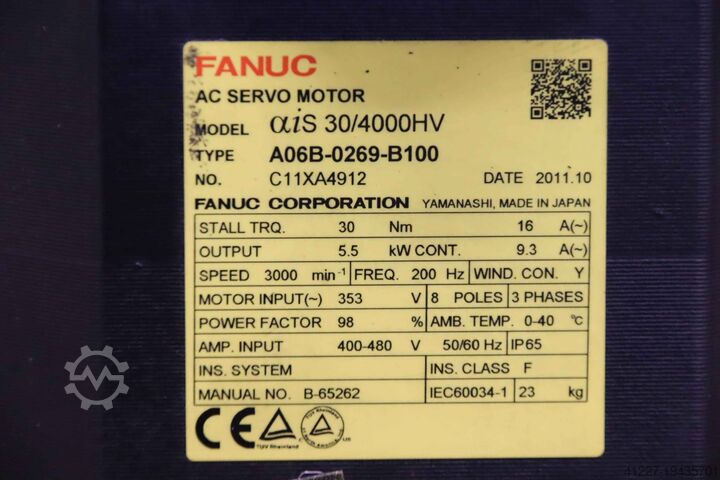 FANUC
AC SERVO MOTOR
MODEL αiS 30/4000HV
TYPE A06B-0269-B100
NO. C11XA4912 DATE 2011.10
FANUC CORPORATION YAMANASHI, MADE IN JAPAN
STALL TRQ. 30 Nm 16 A(~)
OUTPUT 5.5 kW CONT. 9.3 A(~)
SPEED 3000 min-1 FREQ. 200 Hz WIND. CON. Y
MOTOR INPUT(~) 353 V 8 POLES 3 PHASES
POWER FACTOR 98 % AMB. TEMP. 0-40 ℃
AMP. INPUT 400-480 V 50/60 Hz IP65
INS. SYSTEM INS. CLASS F
MANUAL NO. B-65262 IEC60034-1 23 kg
CE
TÜV Rheinland
41227-19435701